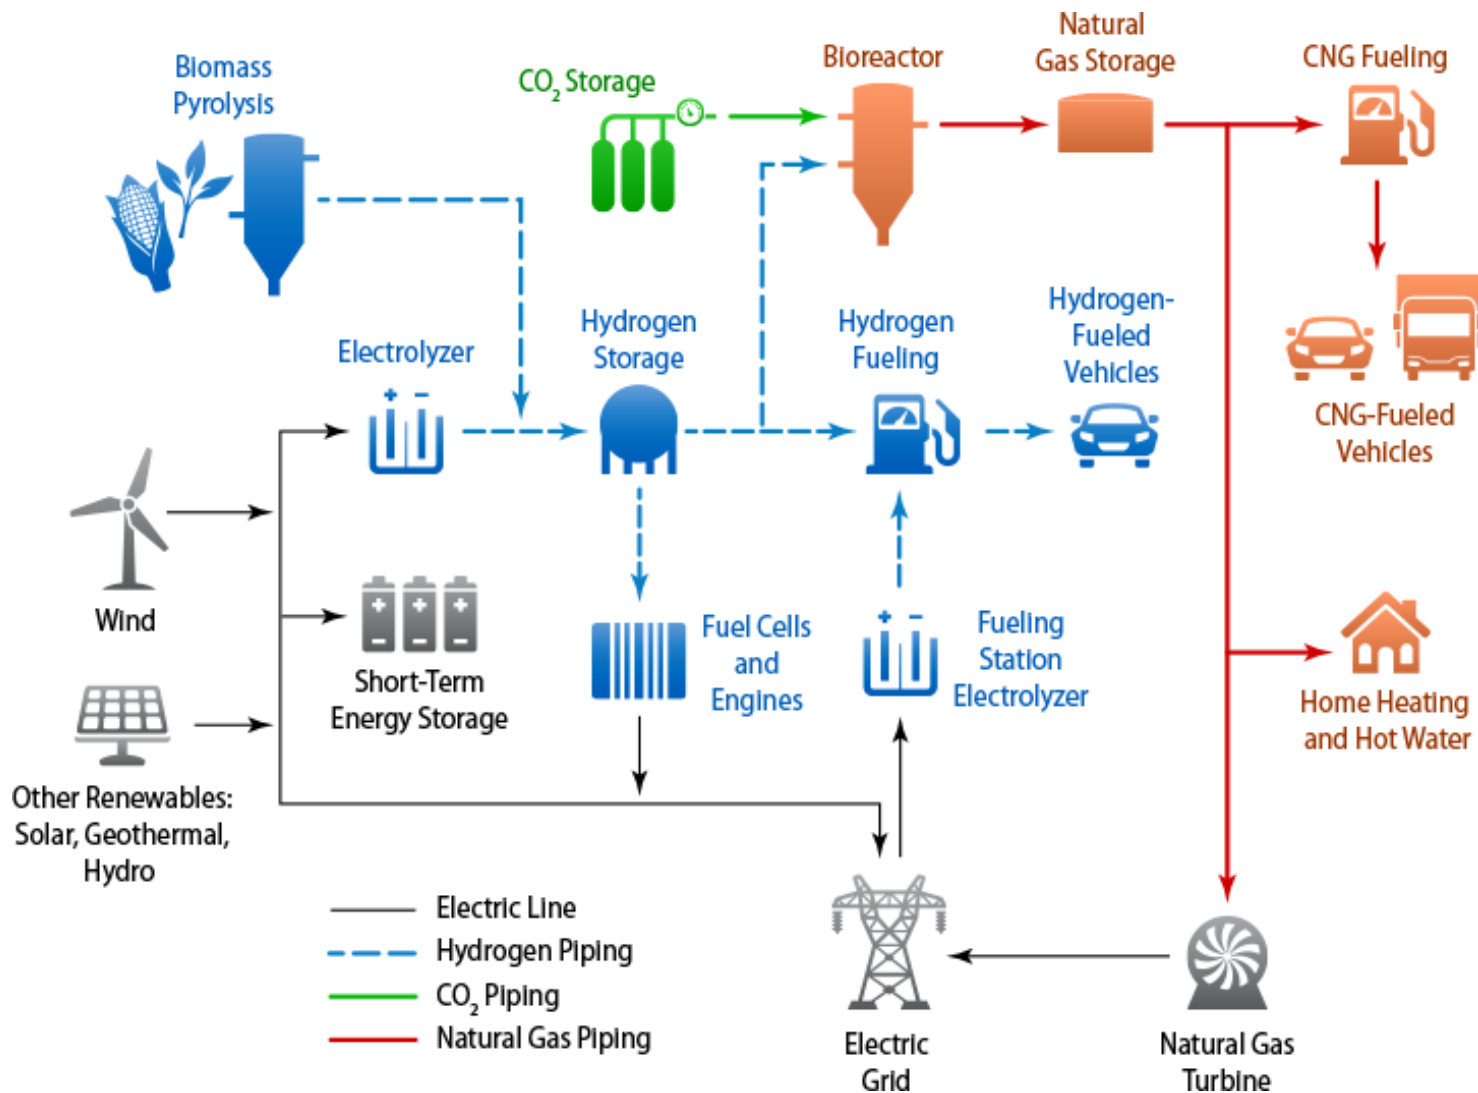 Biomass
Pyrolysis
CO₂ Storage
Bioreactor
Natural
Gas Storage
CNG Fueling
Electrolyzer
+ −
Hydrogen
Storage
Hydrogen
Fueling
Hydrogen-
Fueled
Vehicles
CNG-Fueled
Vehicles
Wind
+ + +
− − −
Short-Term
Energy Storage
Fuel Cells
and
Engines
+ −
Fueling
Station
Electrolyzer
Home Heating
and Hot Water
Other Renewables:
Solar, Geothermal,
Hydro
Electric Line
Hydrogen Piping
CO₂ Piping
Natural Gas Piping
Electric
Grid
Natural Gas
Turbine